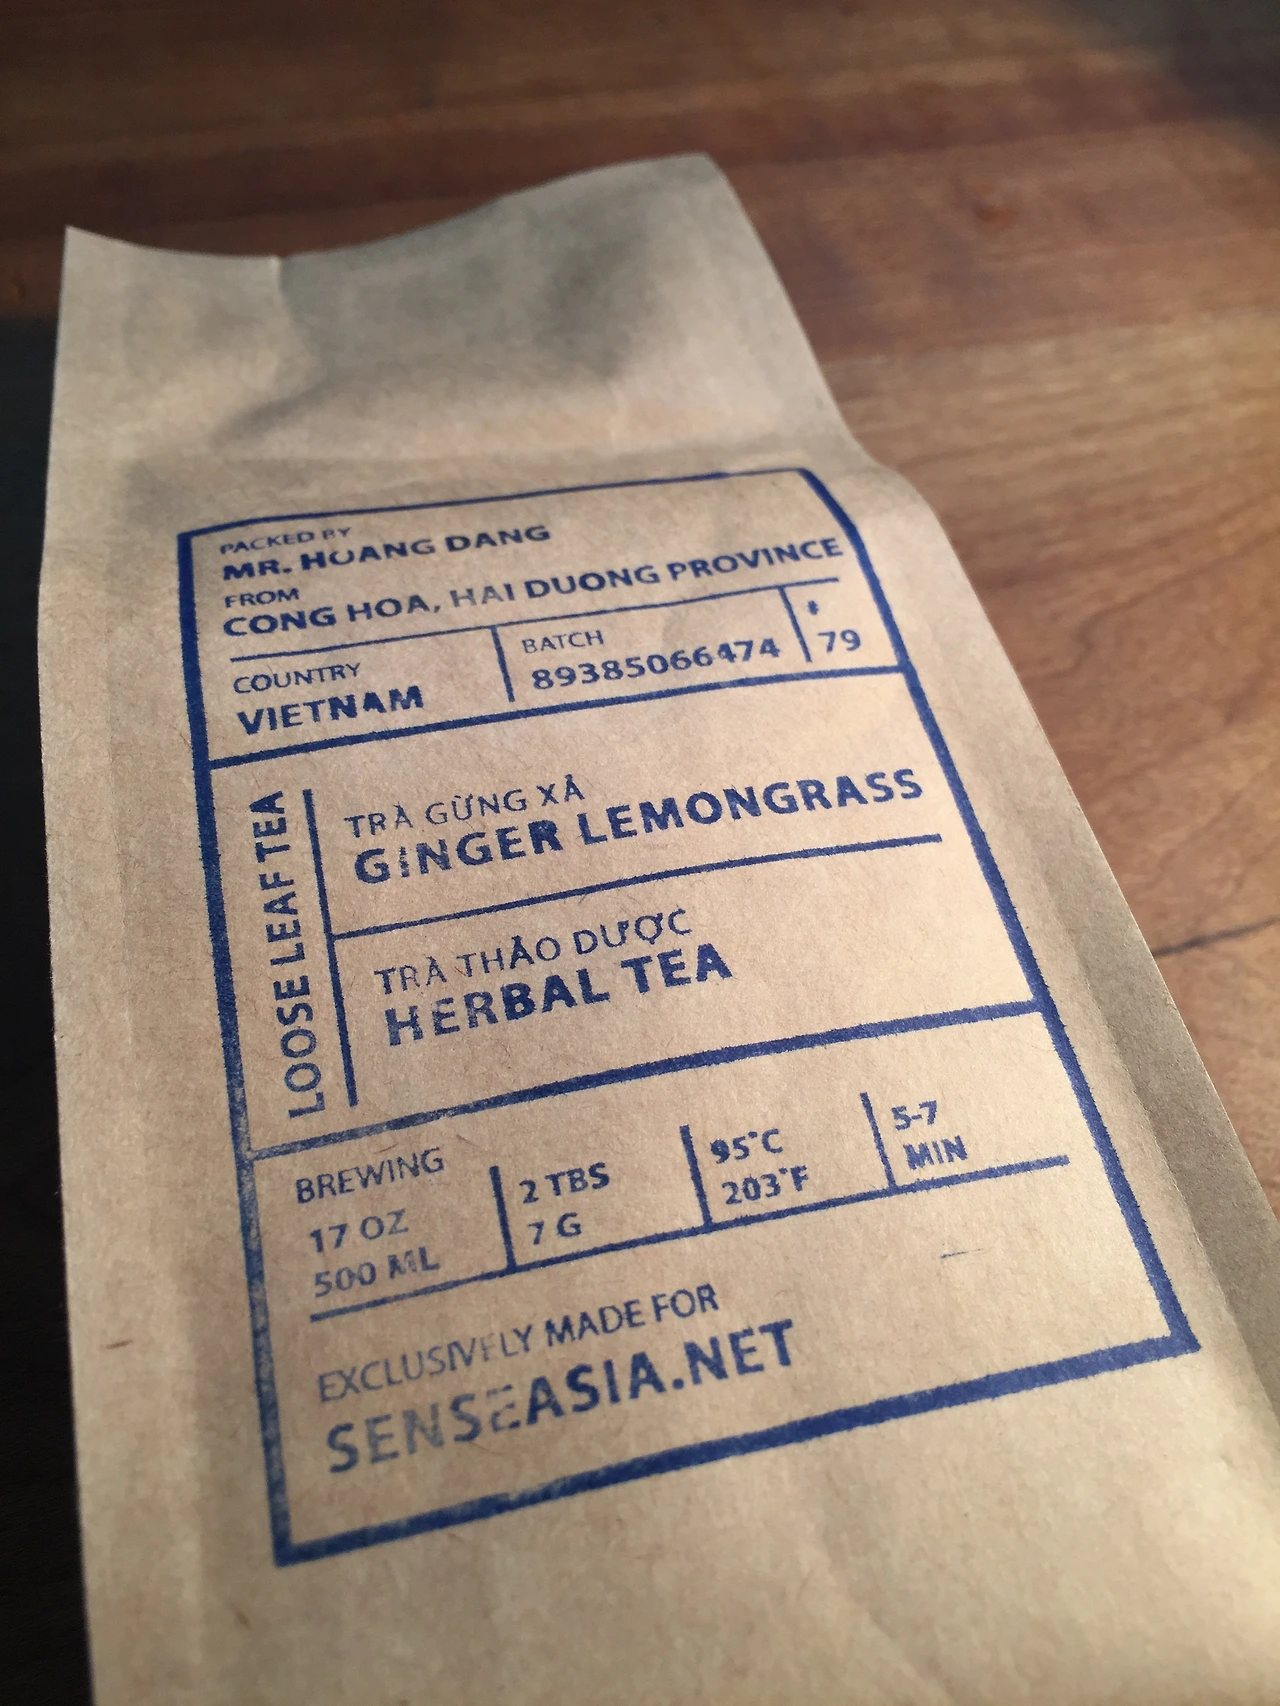 PACKED BY
MR. HOANG DANG
FROM
CONG HOA, HAI DUONG PROVINCE
COUNTRY
VIETNAM
BATCH
89385066474
#
79
LOOSE LEAF TEA
TRÀ GỪNG XẢ
GINGER LEMONGRASS
TRÀ THẢO DƯỢC
HERBAL TEA
BREWING
17 OZ
500 ML
2 TBS
7 G
95°C
203°F
5-7
MIN
EXCLUSIVELY MADE FOR
SENSEASIA.NET